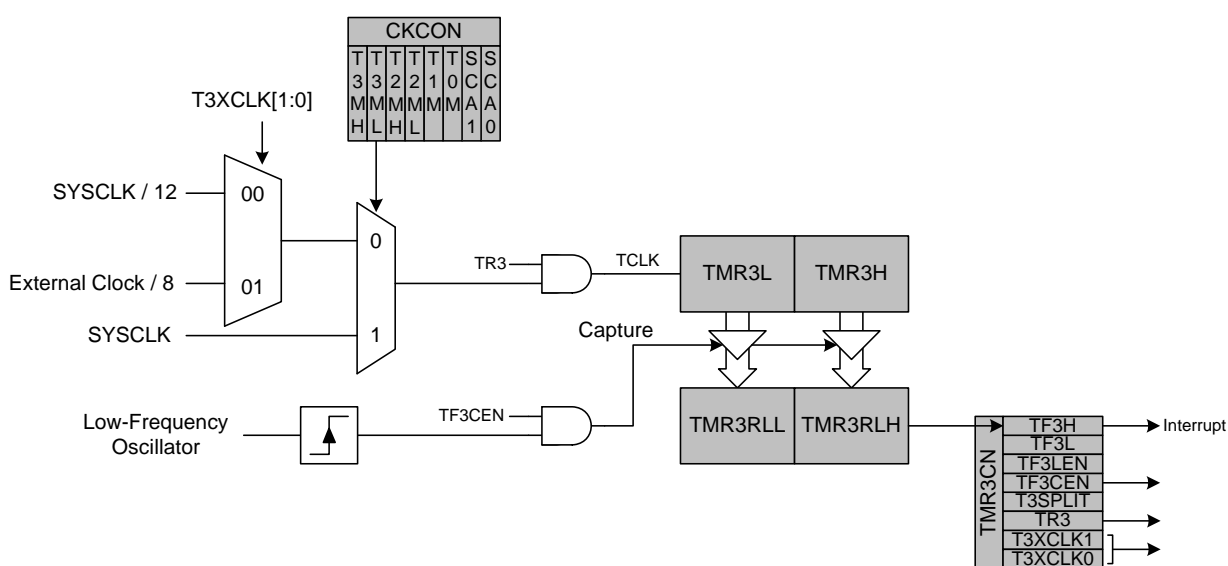 CKCON
T3MH T3ML T2MH T2ML T1M T0M SCA1 SCA0
T3XCLK[1:0]
SYSCLK / 12
00
0
External Clock / 8
01
SYSCLK
1
TR3
TCLK
TMR3L
TMR3H
Capture
Low-Frequency
Oscillator
TF3CEN
TMR3RLL
TMR3RLH
TMR3CN
TF3H
Interrupt
TF3L
TF3LEN
TF3CEN
T3SPLIT
TR3
T3XCLK1
T3XCLK0